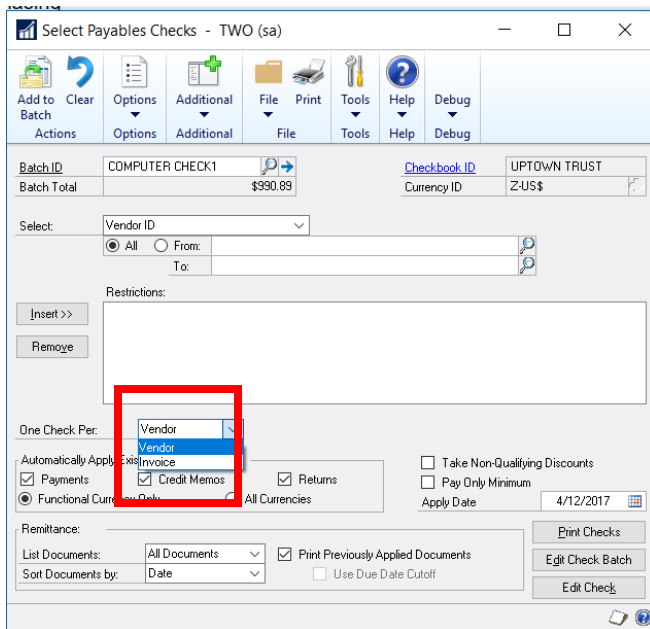 Select Payables Checks - TWO (sa)
Add to Batch Clear Options Additional File Print Tools Help Debug
Actions Options Additional File Tools Help Debug
Batch ID COMPUTER CHECK1 Checkbook ID UPTOWN TRUST
Batch Total $990.89 Currency ID Z-US$
Select: Vendor ID
All From:
To:
Restrictions:
Insert >>
Remove
One Check Per: Vendor
Vendor
Invoice
Automatically Apply Exis
Take Non-Qualifying Discounts
Payments Credit Memos Returns
Pay Only Minimum
Functional Currency Only All Currencies
Apply Date 4/12/2017
Remittance:
Print Checks
List Documents: All Documents Print Previously Applied Documents
Edit Check Batch
Sort Documents by: Date Use Due Date Cutoff
Edit Check